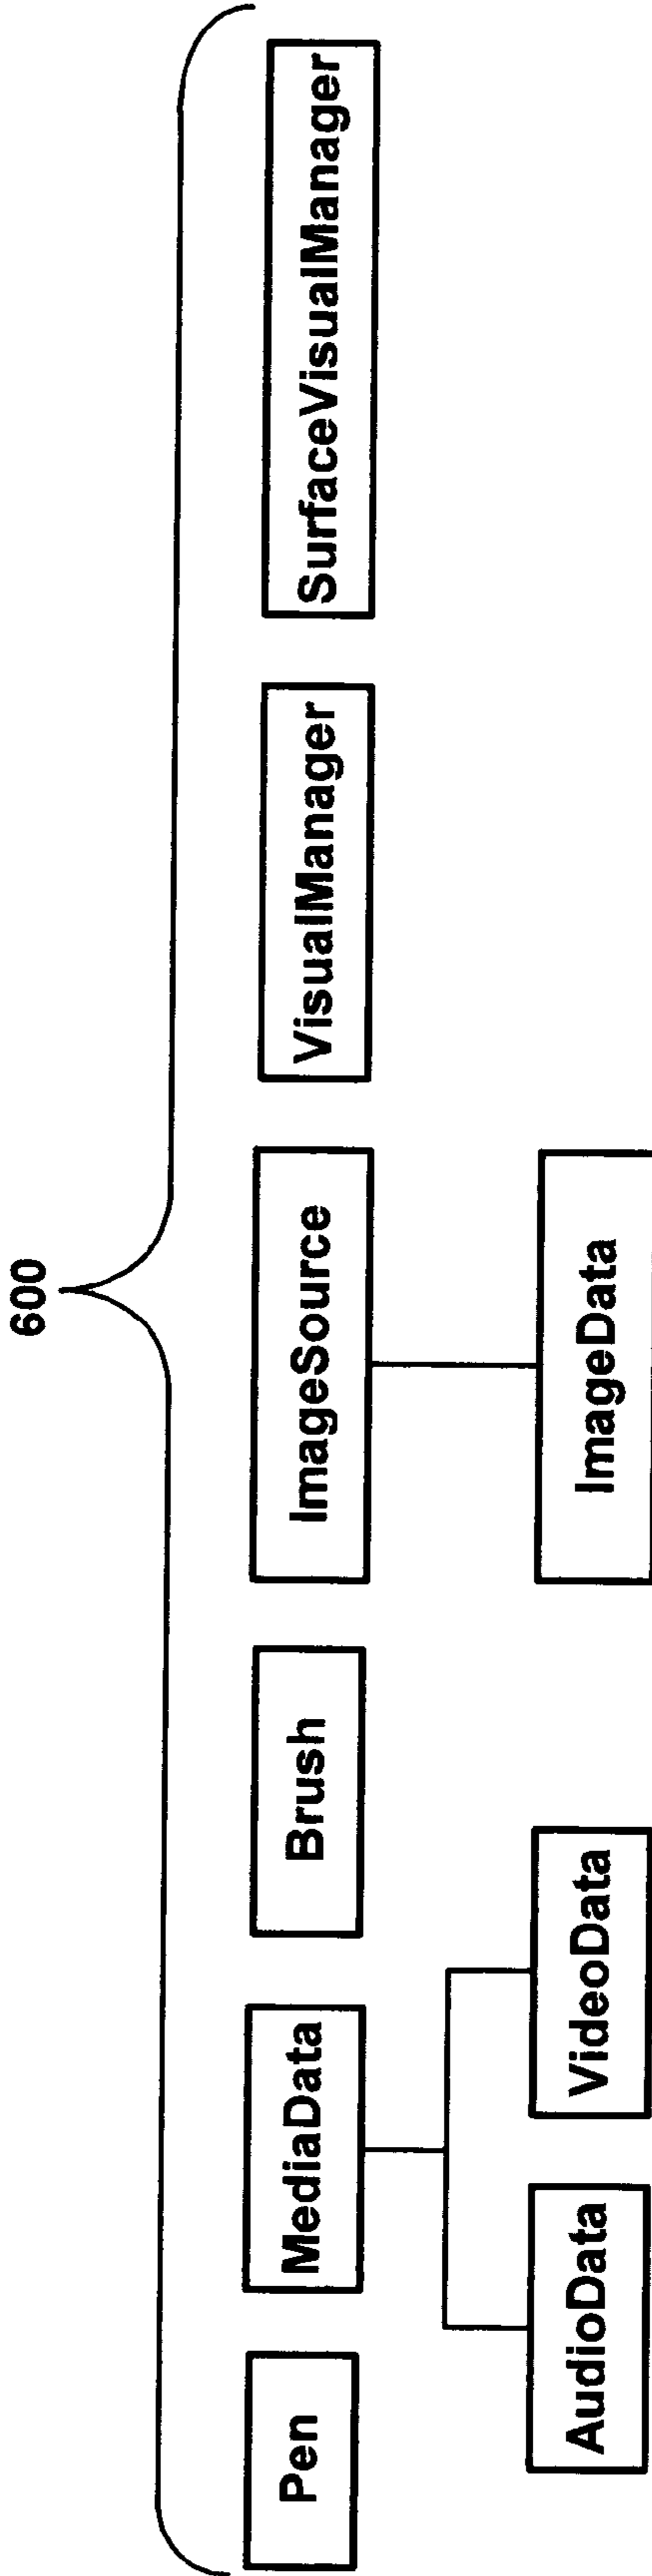 600
Pen
MediaData
Brush
ImageSource
VisualManager
SurfaceVisualManager
AudioData
VideoData
ImageData